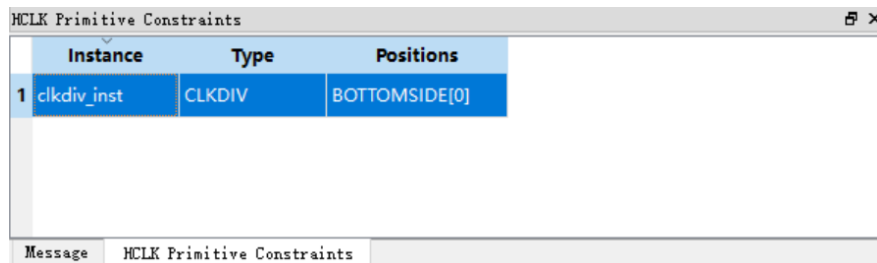 HCLK Primitive Constraints
Instance Type Positions
1 clkdiv_inst CLKDIV BOTTOMSIDE[0]
Message HCLK Primitive Constraints